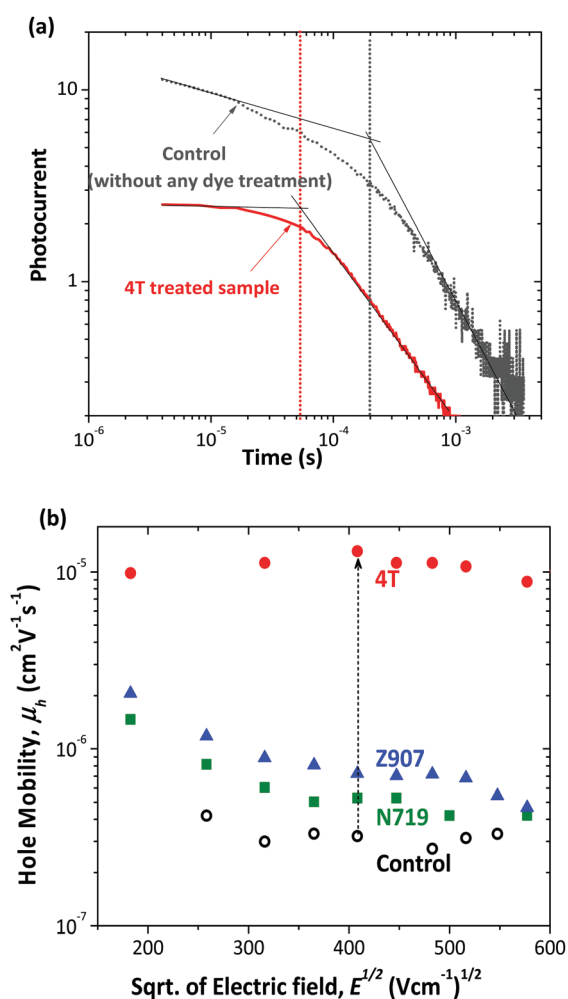 (a)
10
1
Photocurrent
Control
(without any dye treatment)
4T treated sample
10⁻⁶
10⁻⁵
10⁻⁴
10⁻³
Time (s)
(b)
10⁻⁵
10⁻⁶
10⁻⁷
Hole Mobility, μₕ (cm²V⁻¹s⁻¹)
4T
Z907
N719
Control
200
300
400
500
600
Sqrt. of Electric field, E^1/2 (Vcm⁻¹)^1/2